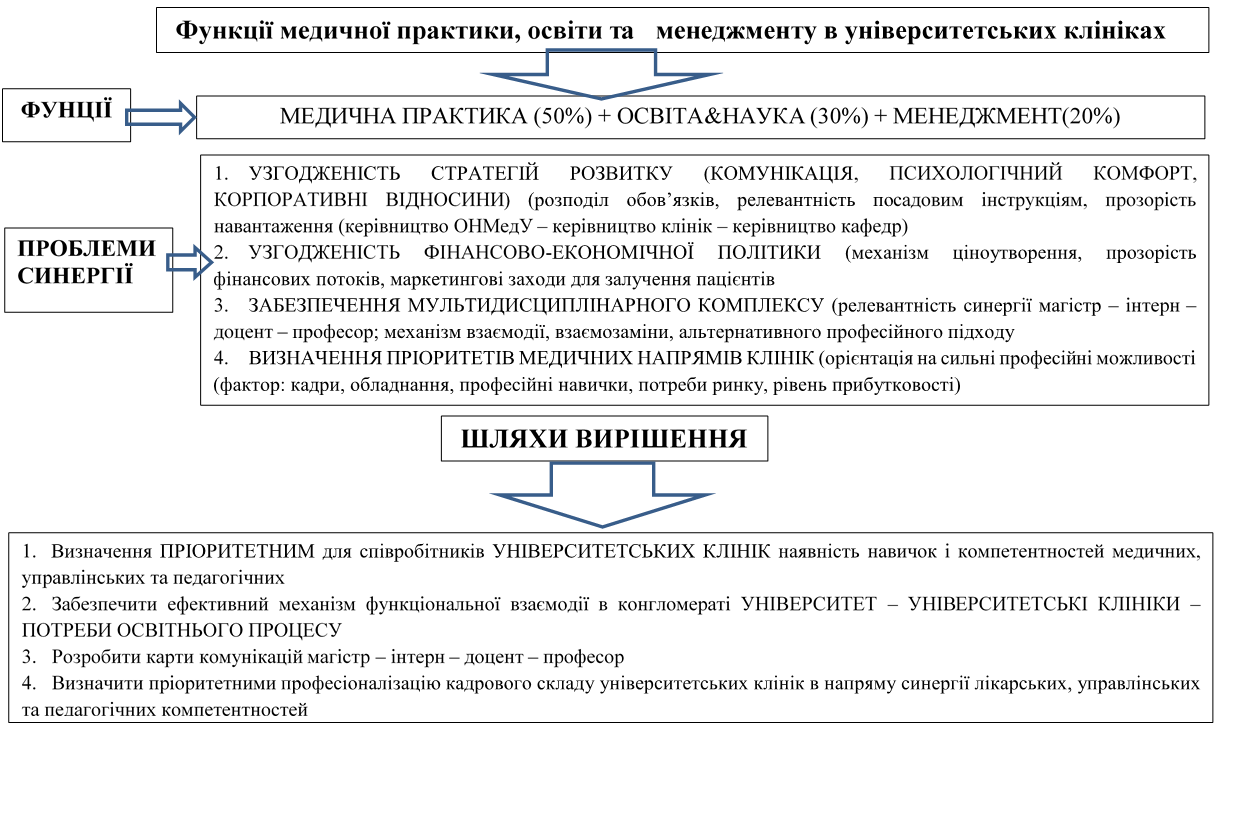 Функції медичної практики, освіти та менеджменту в університетських клініках
ФУНЦІЇ
МЕДИЧНА ПРАКТИКА (50%) + ОСВІТА&НАУКА (30%) + МЕНЕДЖМЕНТ(20%)
ПРОБЛЕМИ
СИНЕРГІЇ
1. УЗГОДЖЕНІСТЬ СТРАТЕГІЙ РОЗВИТКУ (КОМУНІКАЦІЯ, ПСИХОЛОГІЧНИЙ КОМФОРТ,
КОРПОРАТИВНІ ВІДНОСИНИ) (розподіл обов’язків, релевантність посадовим інструкціям, прозорість
навантаження (керівництво ОНМедУ – керівництво клінік – керівництво кафедр)
2. УЗГОДЖЕНІСТЬ ФІНАНСОВО-ЕКОНОМІЧНОЇ ПОЛІТИКИ (механізм ціноутворення, прозорість
фінансових потоків, маркетингові заходи для залучення пацієнтів
3. ЗАБЕЗПЕЧЕННЯ МУЛЬТИДИСЦИПЛІНАРНОГО КОМПЛЕКСУ (релевантність синергії магістр – інтерн –
доцент – професор; механізм взаємодії, взаємозаміни, альтернативного професійного підходу
4. ВИЗНАЧЕННЯ ПРІОРИТЕТІВ МЕДИЧНИХ НАПРЯМІВ КЛІНІК (орієнтація на сильні професійні можливості
(фактор: кадри, обладнання, професійні навички, потреби ринку, рівень прибутковості)
ШЛЯХИ ВИРІШЕННЯ
1. Визначення ПРІОРИТЕТНИМ для співробітників УНІВЕРСИТЕТСЬКИХ КЛІНІК наявність навичок і компетентностей медичних,
управлінських та педагогічних
2. Забезпечити ефективний механізм функціональної взаємодії в конгломераті УНІВЕРСИТЕТ – УНІВЕРСИТЕТСЬКІ КЛІНІКИ –
ПОТРЕБИ ОСВІТНЬОГО ПРОЦЕСУ
3. Розробити карти комунікацій магістр – інтерн – доцент – професор
4. Визначити пріоритетними професіоналізацію кадрового складу університетських клінік в напряму синергії лікарських, управлінських
та педагогічних компетентностей